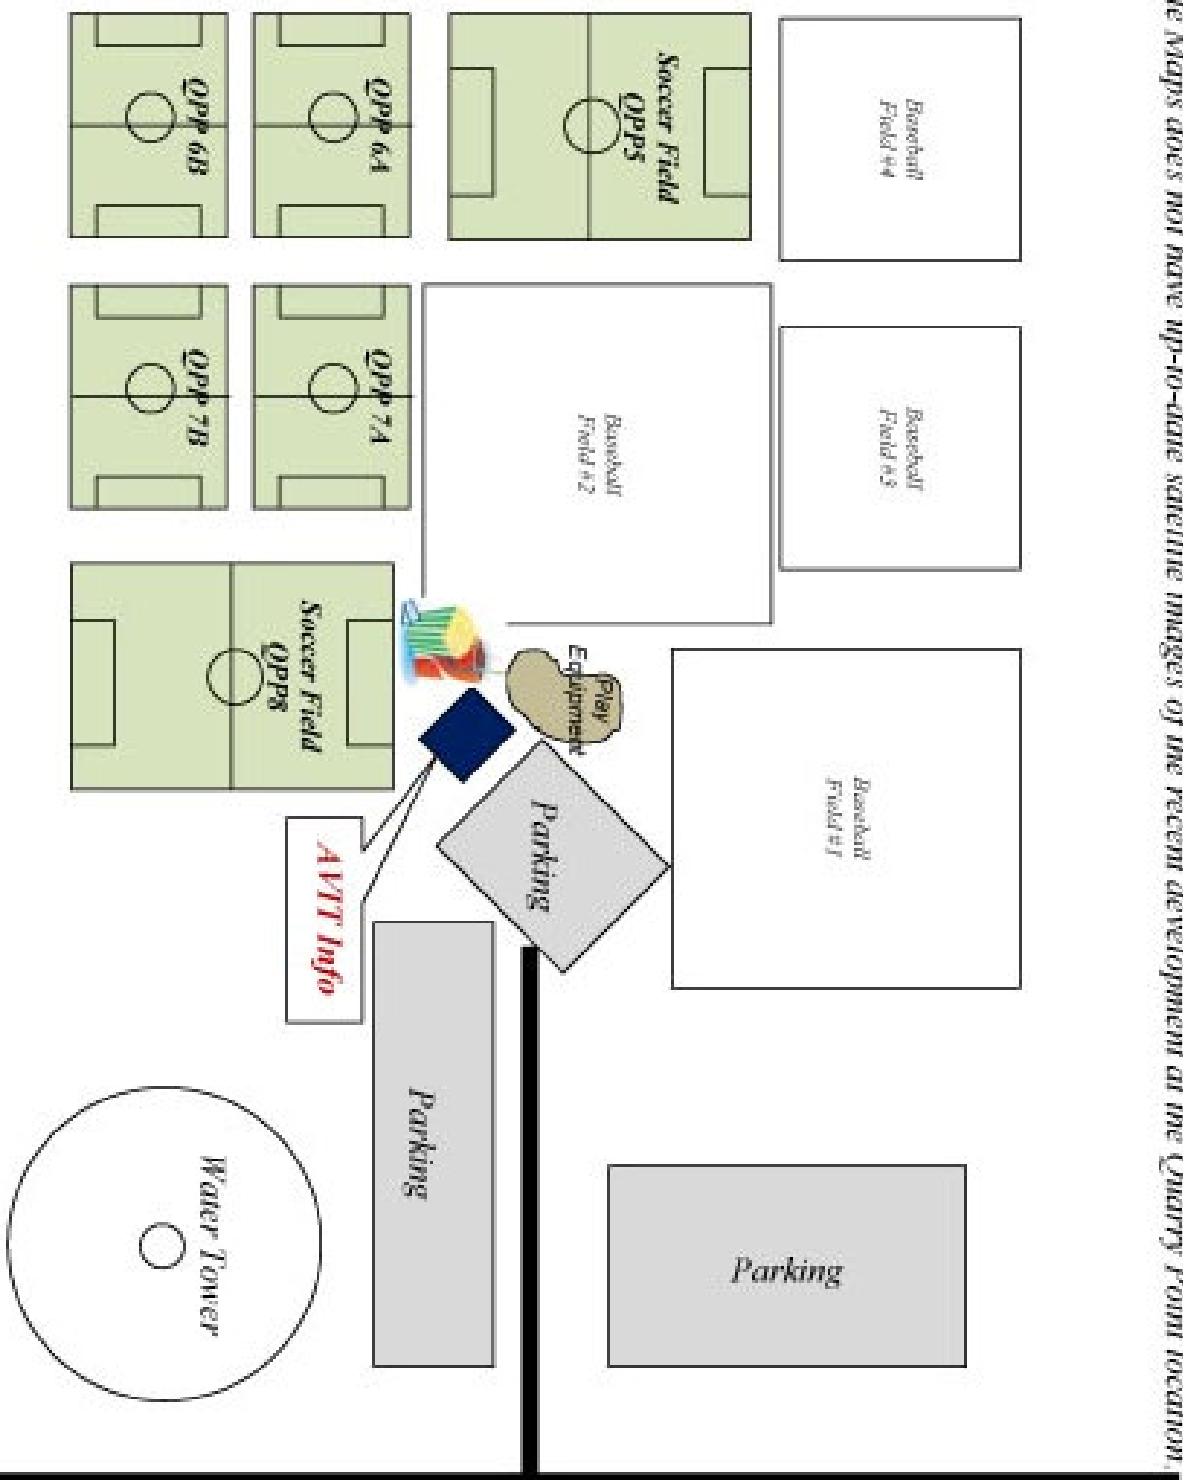 le Maps does not have up-to-date satellite images of the recent development at the Quarry Point location.
Baseball
Field #4
Baseball
Field #3
Baseball
Field #1
Parking
Soccer Field
QPP5
Baseball
Field #2
Play
Equipment
Parking
Parking
QPP 6A
QPP 7A
Soccer Field
QPP8
AVTT Info
QPP 6B
QPP 7B
Water Tower